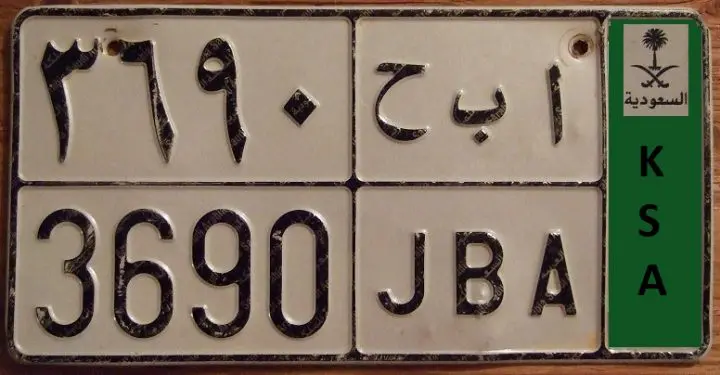 ٣٦٩٠ ا ب ح
3690 JBA
السعودية
K
S
A